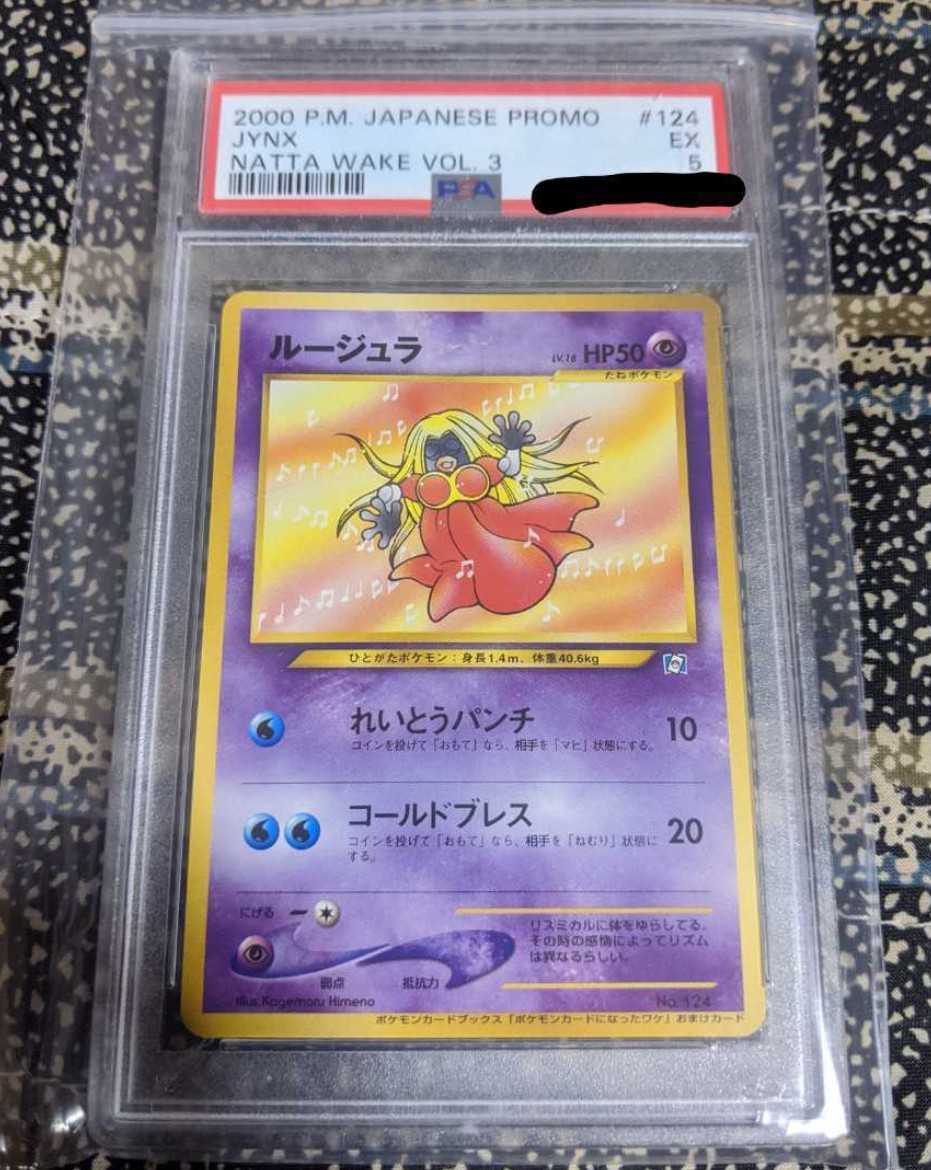 2000 P.M. JAPANESE PROMO #124
JYNX EX
NATTA WAKE VOL. 3 5
PSA
ルージュラ LV.18 HP50
たねポケモン
ひとがたポケモン:身長1.4m、体重40.6kg
れいとうパンチ 10
コインを投げて「おもて」なら、相手を「マヒ」状態にする。
コールドブレス 20
コインを投げて「おもて」なら、相手を「ねむり」状態に
する。
にげる
リズミカルに体をゆらしてる。
その時の感情によってリズム
は異なるらしい。
弱点 抵抗力
Illus.Kagemaru Himeno No.124
ポケモンカードブックス「ポケモンカードになったワケ」おまけカード